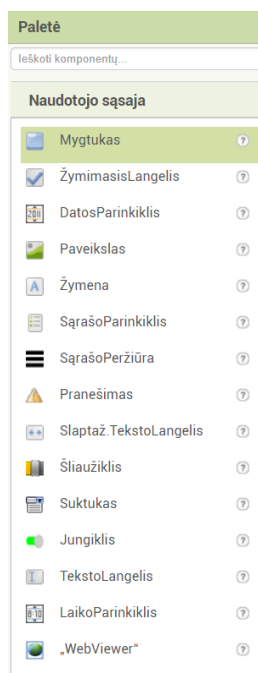 Paletė
Ieškoti komponentų...
Naudotojo sąsaja
Mygtukas
ŽymimasisLangelis
DatosParinkiklis
Paveikslas
Žymena
SąrašoParinkiklis
SąrašoPeržiūra
Pranešimas
Slaptaž.TekstoLangelis
Šliaužiklis
Suktukas
Jungiklis
TekstoLangelis
LaikoParinkiklis
„WebViewer“